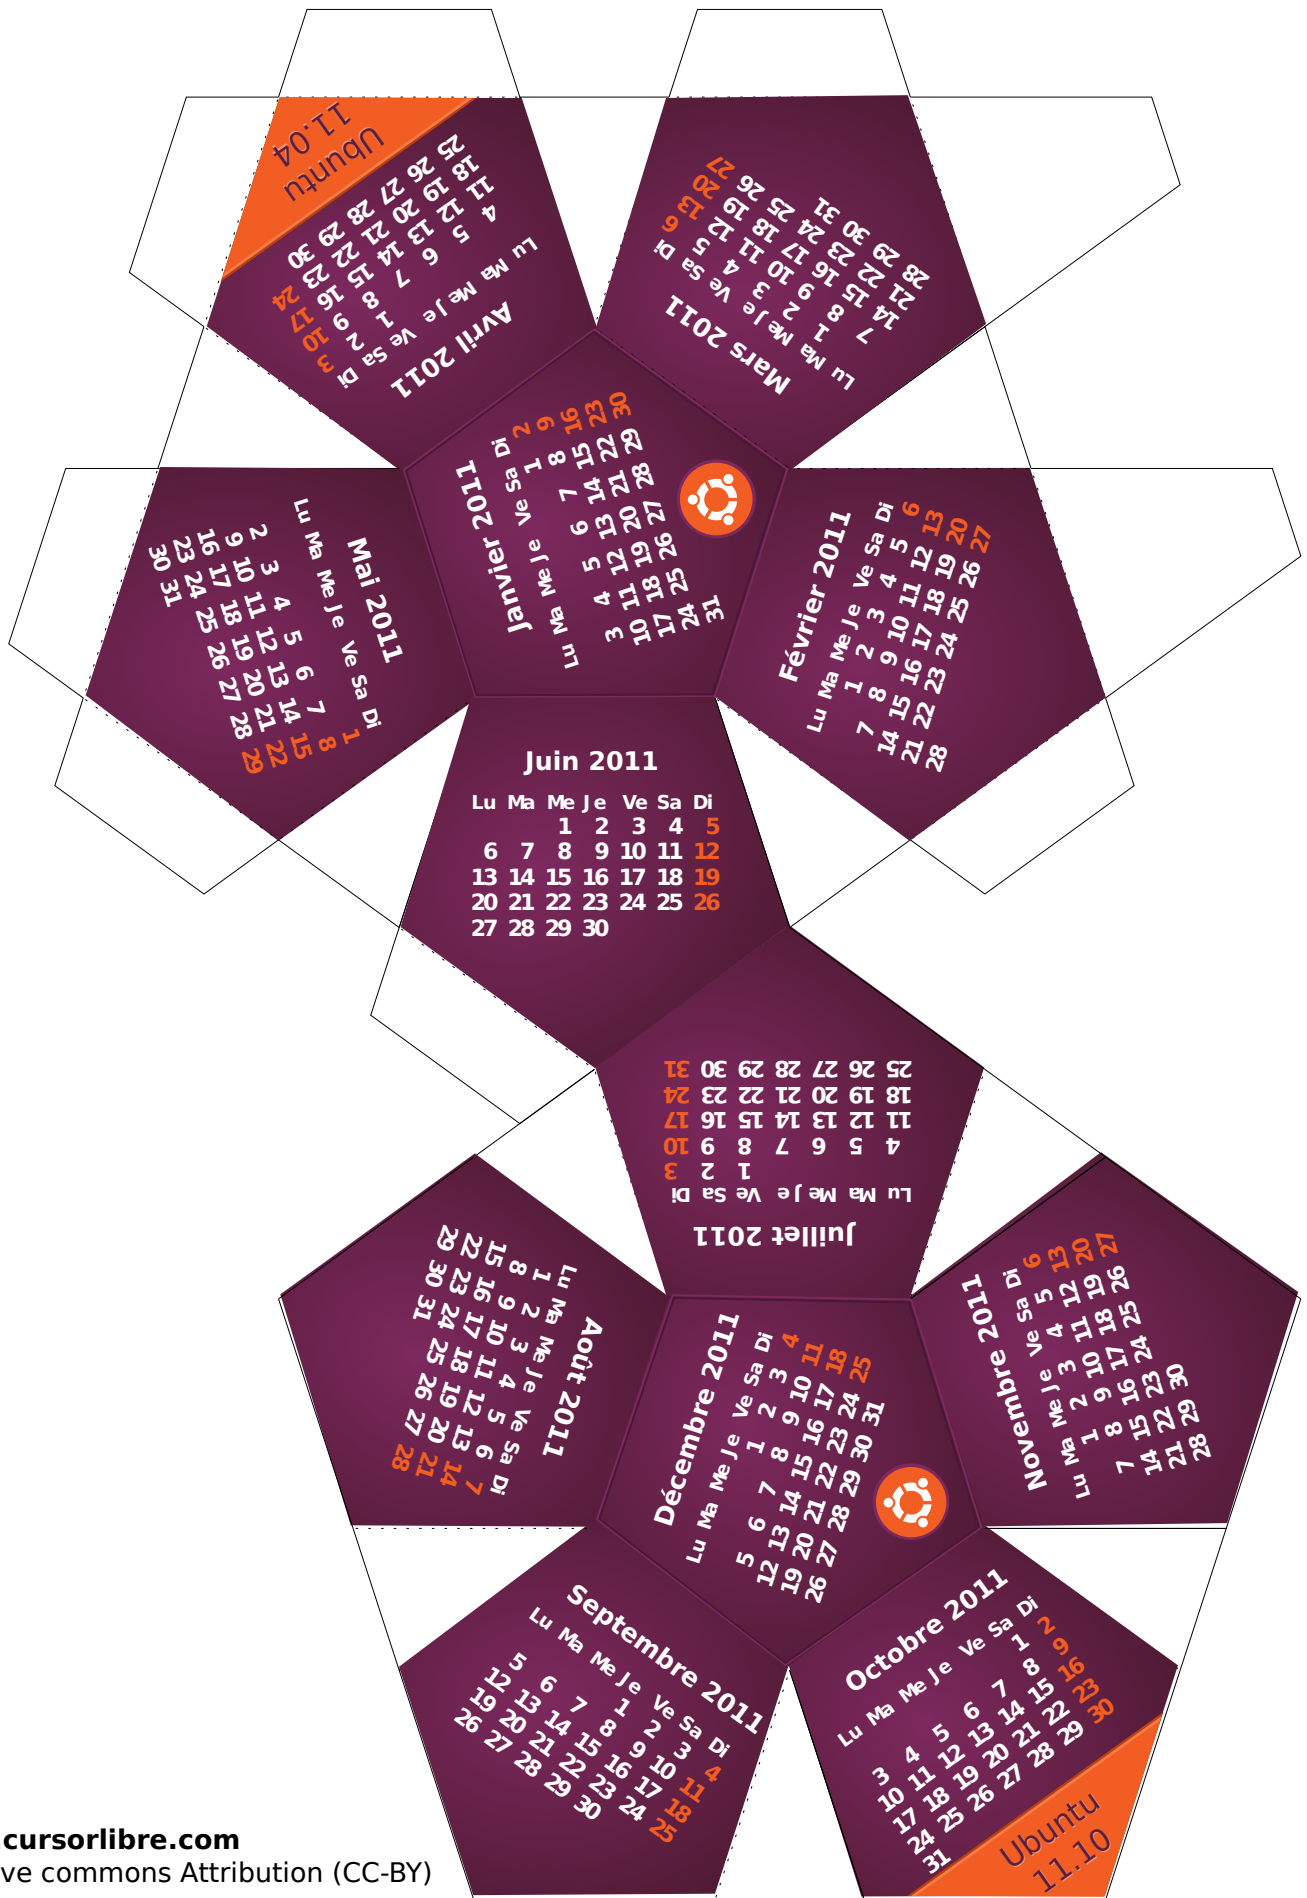 Ubuntu
11.04
Avril 2011
Lu Ma Me Je Ve Sa Di
1 2 3
4 5 6 7 8 9 10
11 12 13 14 15 16 17
18 19 20 21 22 23 24
25 26 27 28 29 30
Mars 2011
Lu Ma Me Je Ve Sa Di
1 2 3 4 5 6
7 8 9 10 11 12 13
14 15 16 17 18 19 20
21 22 23 24 25 26 27
28 29 30 31
Janvier 2011
Lu Ma Me Je Ve Sa Di
1 2
3 4 5 6 7 8 9
10 11 12 13 14 15 16
17 18 19 20 21 22 23
24 25 26 27 28 29 30
31
Mai 2011
Lu Ma Me Je Ve Sa Di
1
2 3 4 5 6 7 8
9 10 11 12 13 14 15
16 17 18 19 20 21 22
23 24 25 26 27 28 29
30 31
Février 2011
Lu Ma Me Je Ve Sa Di
1 2 3 4 5 6
7 8 9 10 11 12 13
14 15 16 17 18 19 20
21 22 23 24 25 26 27
28
Juin 2011
Lu Ma Me Je Ve Sa Di
1 2 3 4 5
6 7 8 9 10 11 12
13 14 15 16 17 18 19
20 21 22 23 24 25 26
27 28 29 30
Juillet 2011
Lu Ma Me Je Ve Sa Di
1 2 3
4 5 6 7 8 9 10
11 12 13 14 15 16 17
18 19 20 21 22 23 24
25 26 27 28 29 30 31
Août 2011
Lu Ma Me Je Ve Sa Di
1 2 3 4 5 6 7
8 9 10 11 12 13 14
15 16 17 18 19 20 21
22 23 24 25 26 27 28
29 30 31
Décembre 2011
Lu Ma Me Je Ve Sa Di
1 2 3 4
5 6 7 8 9 10 11
12 13 14 15 16 17 18
19 20 21 22 23 24 25
26 27 28 29 30 31
Novembre 2011
Lu Ma Me Je Ve Sa Di
1 2 3 4 5 6
7 8 9 10 11 12 13
14 15 16 17 18 19 20
21 22 23 24 25 26 27
28 29 30
Septembre 2011
Lu Ma Me Je Ve Sa Di
1 2 3 4
5 6 7 8 9 10 11
12 13 14 15 16 17 18
19 20 21 22 23 24 25
26 27 28 29 30
Octobre 2011
Lu Ma Me Je Ve Sa Di
1 2
3 4 5 6 7 8 9
10 11 12 13 14 15 16
17 18 19 20 21 22 23
24 25 26 27 28 29 30
31
Ubuntu
11.10
.cursorlibre.com
ve commons Attribution (CC-BY)